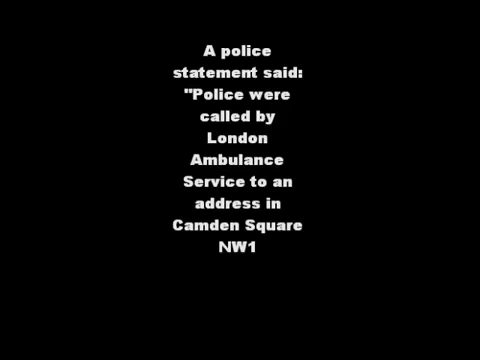 A police
statement said:
"Police were
called by
London
Ambulance
Service to an
address in
Camden Square
NW1